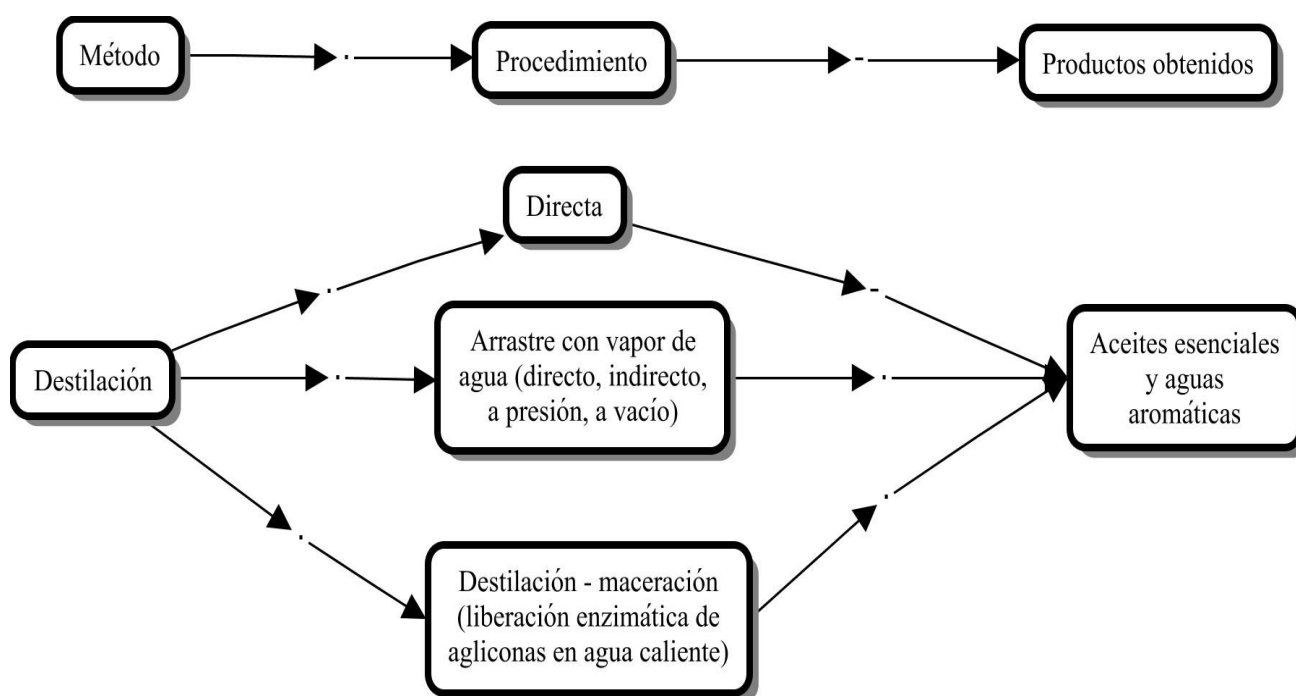 Método
Procedimiento
Productos obtenidos
Directa
Destilación
Arrastre con vapor de
agua (directo, indirecto,
a presión, a vacío)
Aceites esenciales
y aguas
aromáticas
Destilación - maceración
(liberación enzimática de
agliconas en agua caliente)